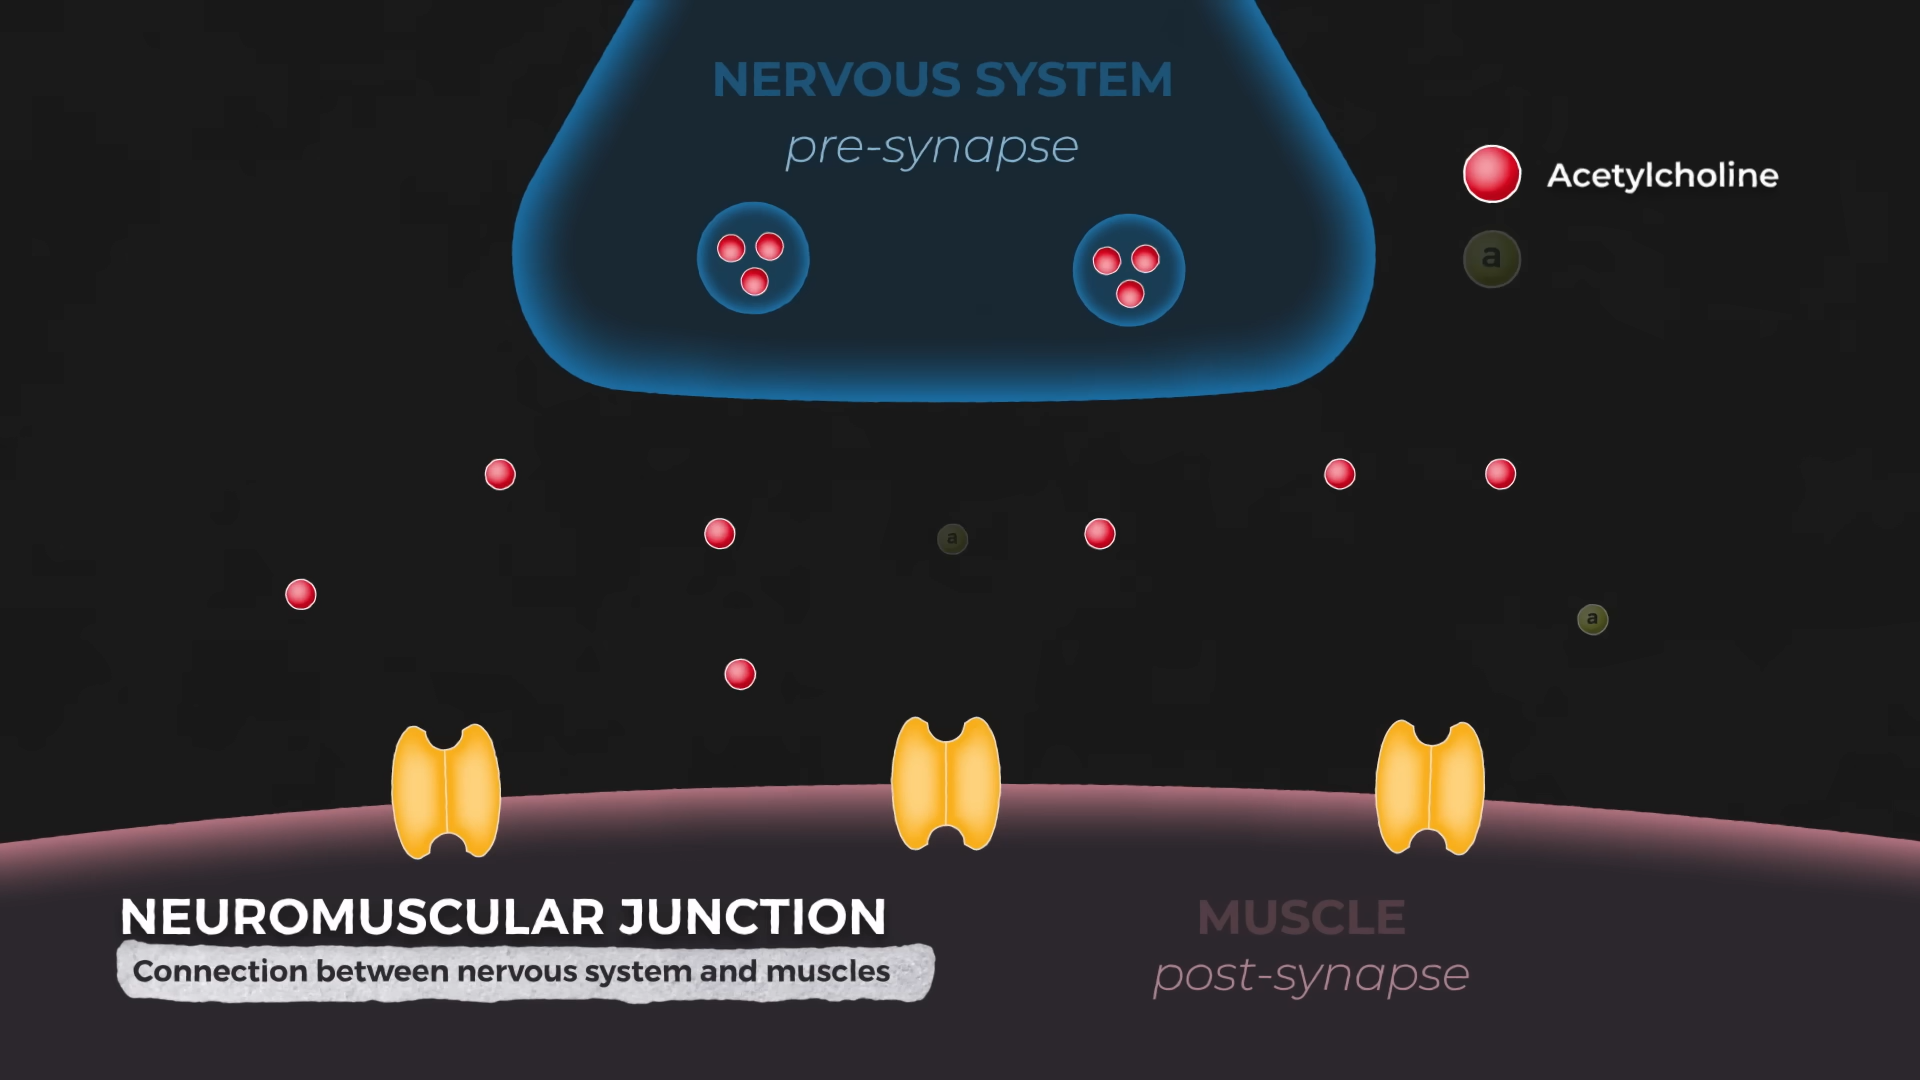 NERVOUS SYSTEM
pre-synapse
Acetylcholine
a
a
a
NEUROMUSCULAR JUNCTION
Connection between nervous system and muscles
MUSCLE
post-synapse